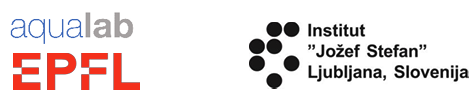 aqualab
EPFL
Institut
”Jožef Stefan”
Ljubljana, Slovenija